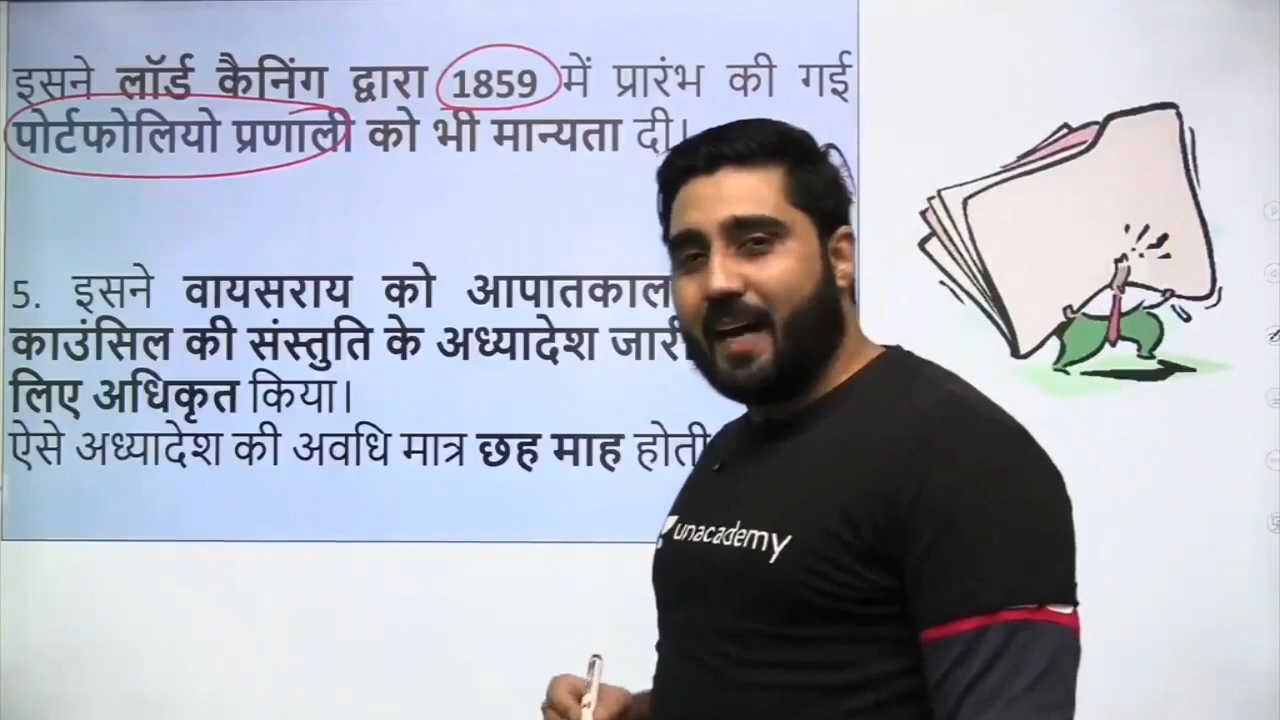 इसने लॉर्ड कैनिंग द्वारा 1859 में प्रारंभ की गई
पोर्टफोलियो प्रणाली को भी मान्यता दी।
5. इसने वायसराय को आपातकाल
काउंसिल की संस्तुति के अध्यादेश जारी
लिए अधिकृत किया।
ऐसे अध्यादेश की अवधि मात्र छह माह होती
unacademy